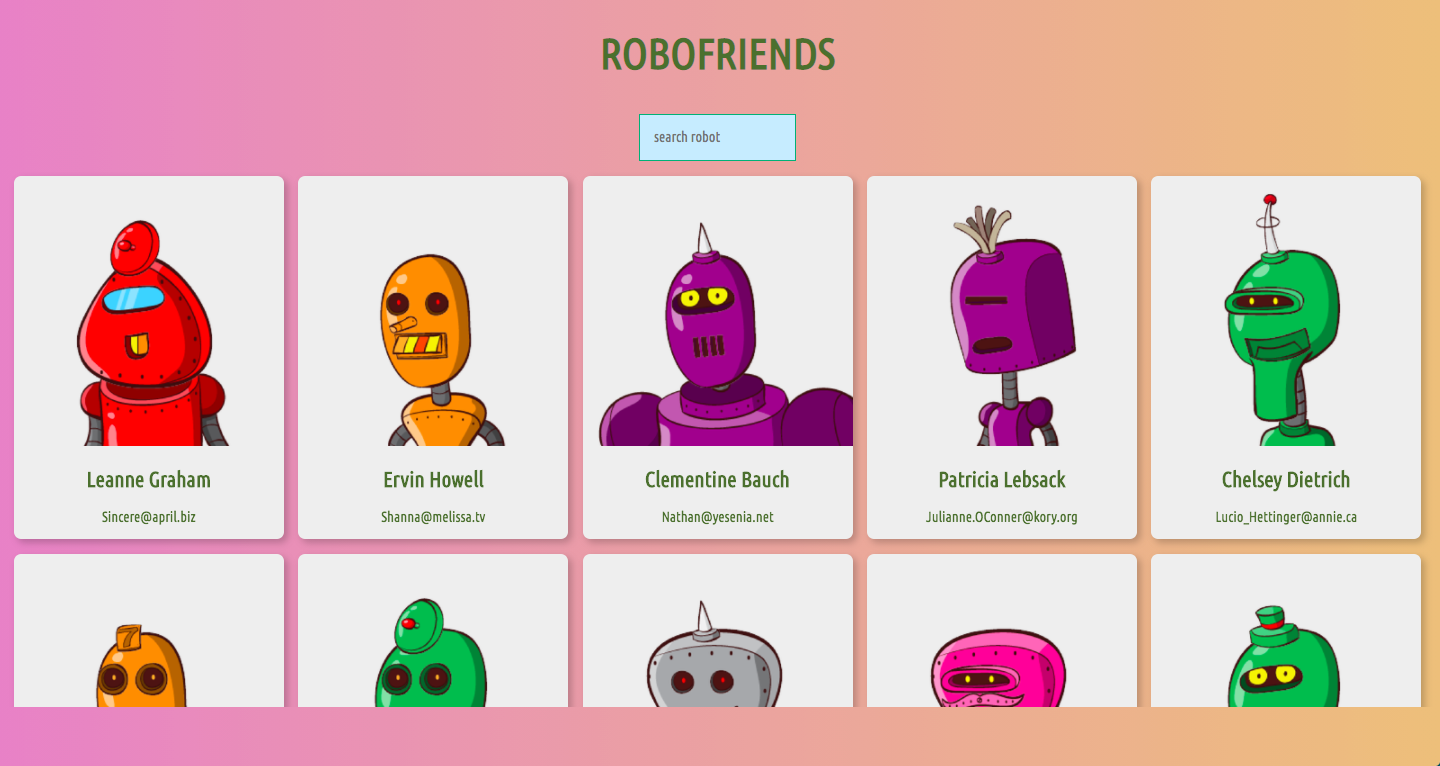 ROBOFRIENDS
search robot
Leanne Graham
Ervin Howell
Clementine Bauch
Patricia Lebsack
Chelsey Dietrich
Sincere@april.biz
Shanna@melissa.tv
Nathan@yesenia.net
Julianne.OConner@kory.org
Lucio_Hettinger@annie.ca
7